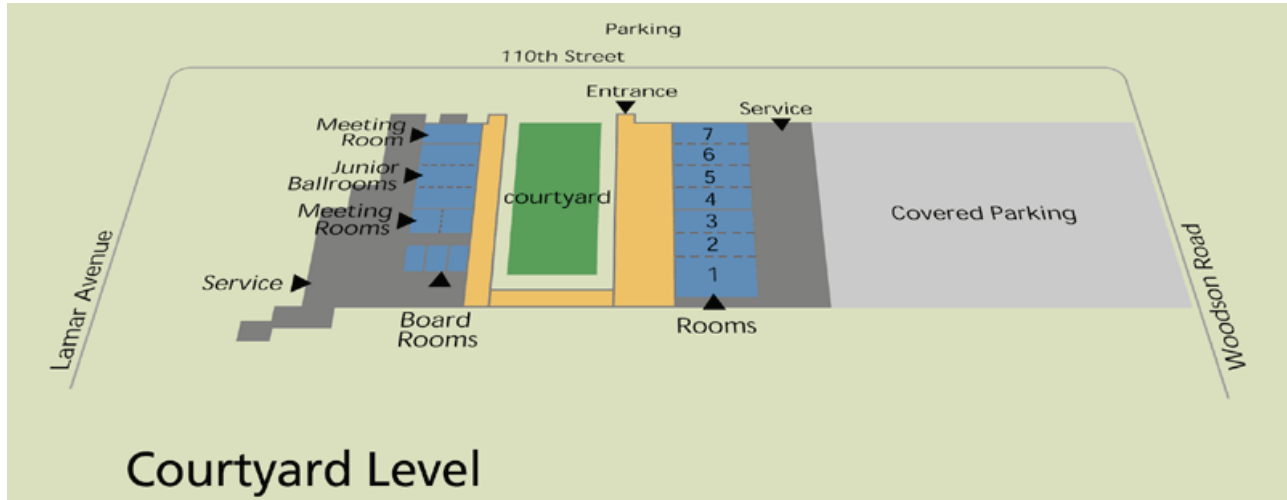 Parking
110th Street
Entrance
Service
Meeting
Room
Junior
Ballrooms
Meeting
Rooms
Service
Board
Rooms
courtyard
7
6
5
4
3
2
1
Rooms
Covered Parking
Lamar Avenue
Woodson Road
Courtyard Level